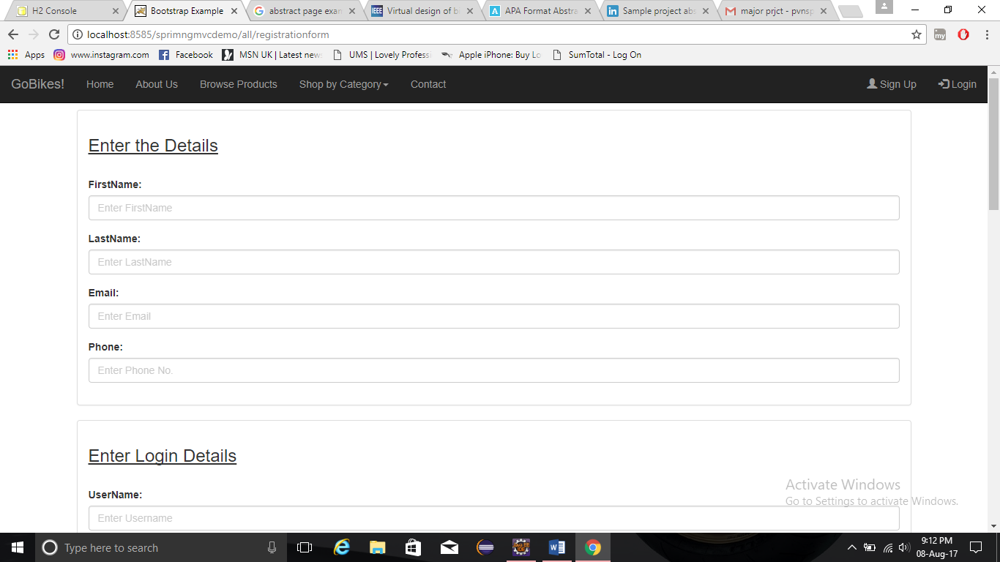 H2 Console
Bootstrap Example
abstract page exan
Virtual design of b
APA Format Abstra
Sample project abs
major prjct - pvnsp
localhost:8585/sprimngmvcdemo/all/registrationform
Apps
www.instagram.com
Facebook
MSN UK | Latest new
UMS | Lovely Profess
Apple iPhone: Buy Lo
SumTotal - Log On
GoBikes! Home About Us Browse Products Shop by Category Contact Sign Up Login
Enter the Details
FirstName:
Enter FirstName
LastName:
Enter LastName
Email:
Enter Email
Phone:
Enter Phone No.
Enter Login Details
UserName:
Enter Username
Activate Windows
Go to Settings to activate Windows.
Type here to search
9:12 PM
08-Aug-17